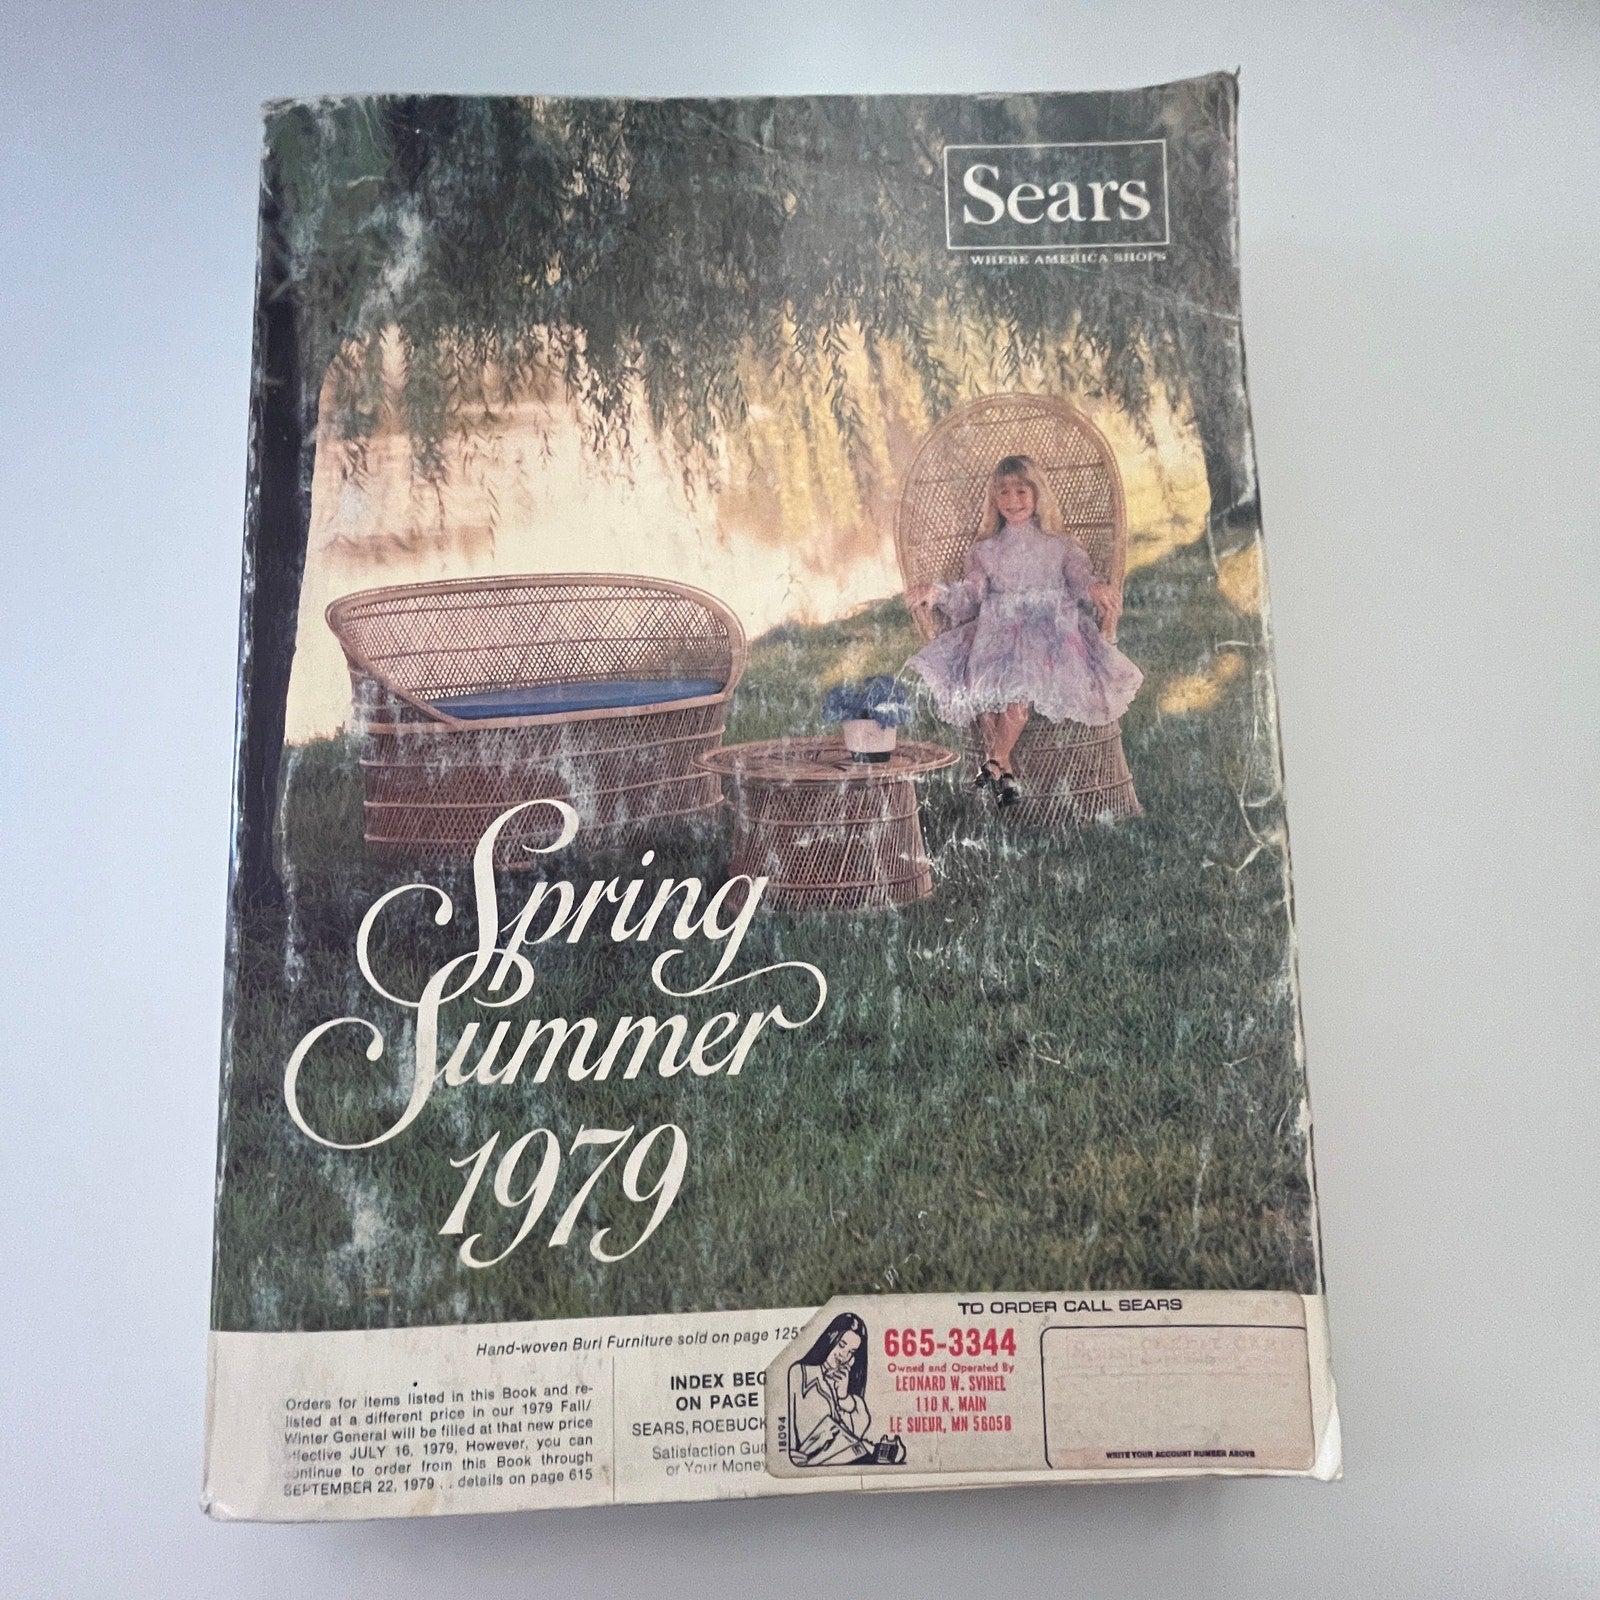 Sears
WHERE AMERICA SHOPS
Spring
Summer
1979
Hand-woven Buri Furniture sold on page 125
Orders for items listed in this Book and re-
listed at a different price in our 1979 Fall/
Winter General will be filled at that new price
effective JULY 16, 1979. However, you can
continue to order from this Book through
SEPTEMBER 22, 1979 . . details on page 615
INDEX BEG
ON PAGE
SEARS, ROEBUCK
Satisfaction Gua
or Your Money
TO ORDER CALL SEARS
665-3344
Owned and Operated By
LEONARD W. SVIHEL
110 N. MAIN
LE SUEUR, MN 56058
18094
WRITE YOUR ACCOUNT NUMBER ABOVE